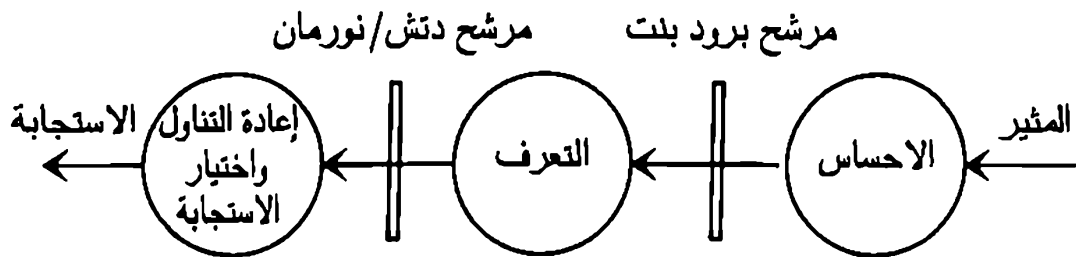 مرشح برود بنت
مرشح دتش/نورمان
المثير
الاحساس
التعرف
إعادة التناول
واختيار
الاستجابة
الاستجابة